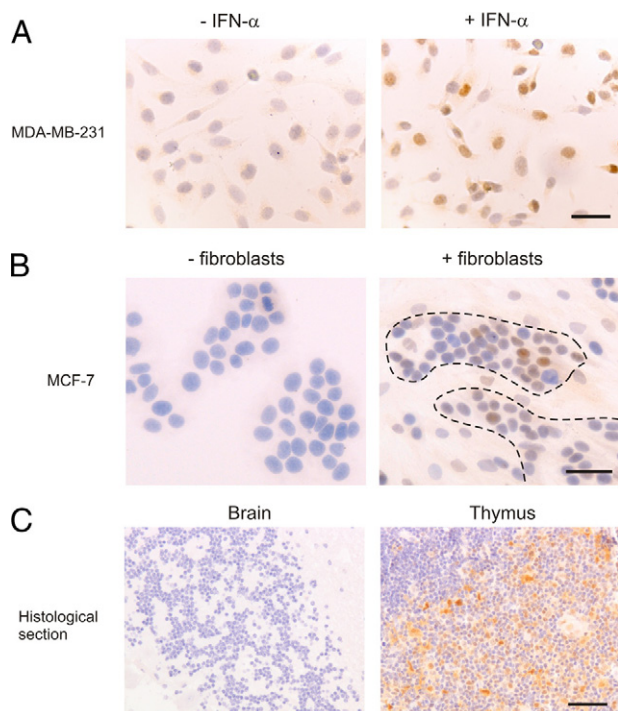 A
- IFN-α
+ IFN-α
MDA-MB-231
B
- fibroblasts
+ fibroblasts
MCF-7
C
Brain
Thymus
Histological
section